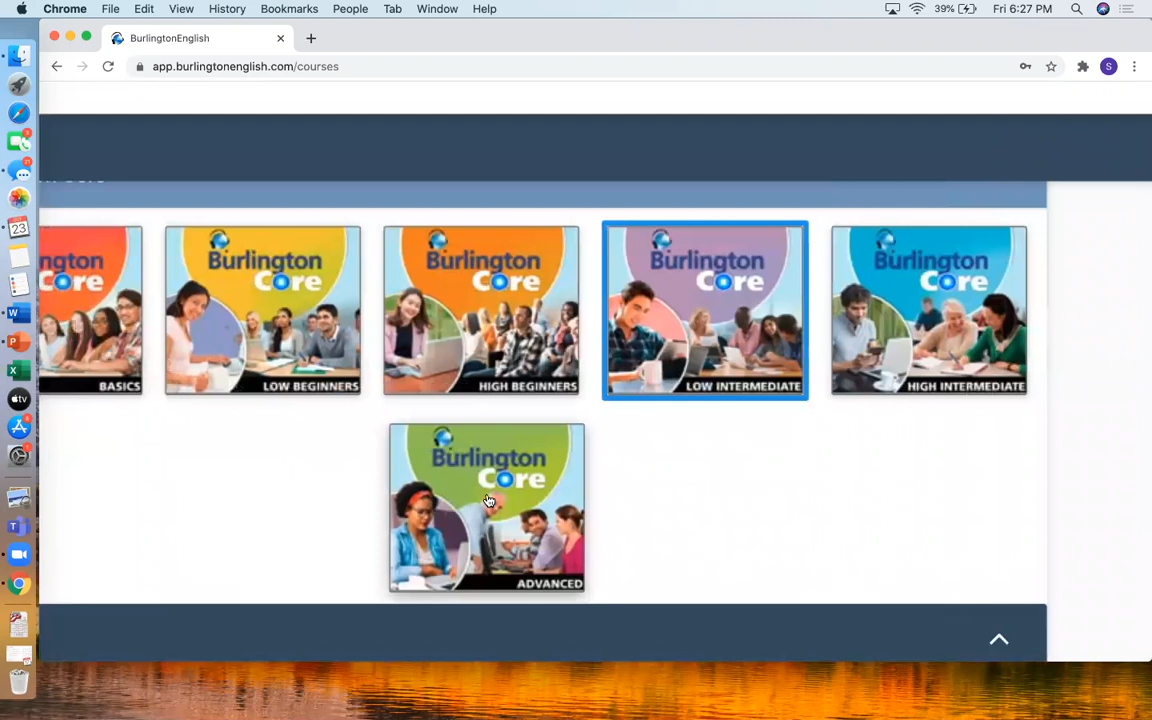 Chrome File Edit View History Bookmarks People Tab Window Help 39% Fri 6:27 PM
BurlingtonEnglish
app.burlingtonenglish.com/courses
S
ngton
ore
BASICS
Burlington
Core
LOW BEGINNERS
Burlington
Core
HIGH BEGINNERS
Burlington
Core
LOW INTERMEDIATE
Burlington
Core
HIGH INTERMEDIATE
Burlington
Core
ADVANCED
23
tv